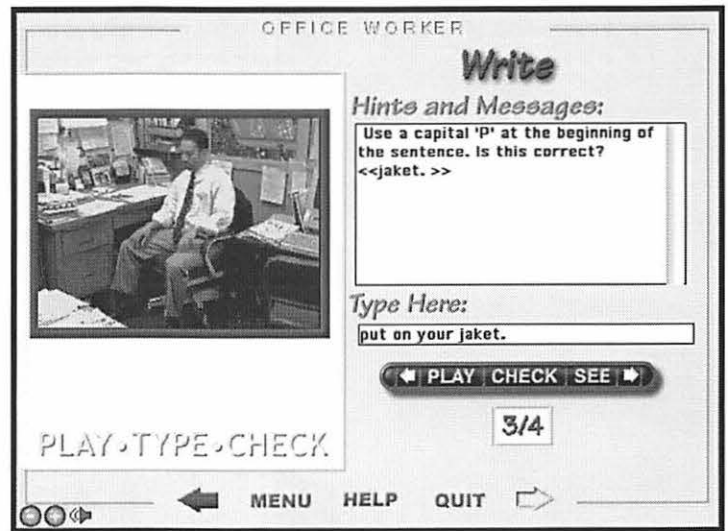 OFFICE WORKER
Write
Hints and Messages:
Use a capital 'P' at the beginning of
the sentence. Is this correct?
<<jaket. >>
Type Here:
put on your jaket.
PLAY CHECK SEE
3/4
PLAY•TYPE•CHECK
MENU HELP QUIT